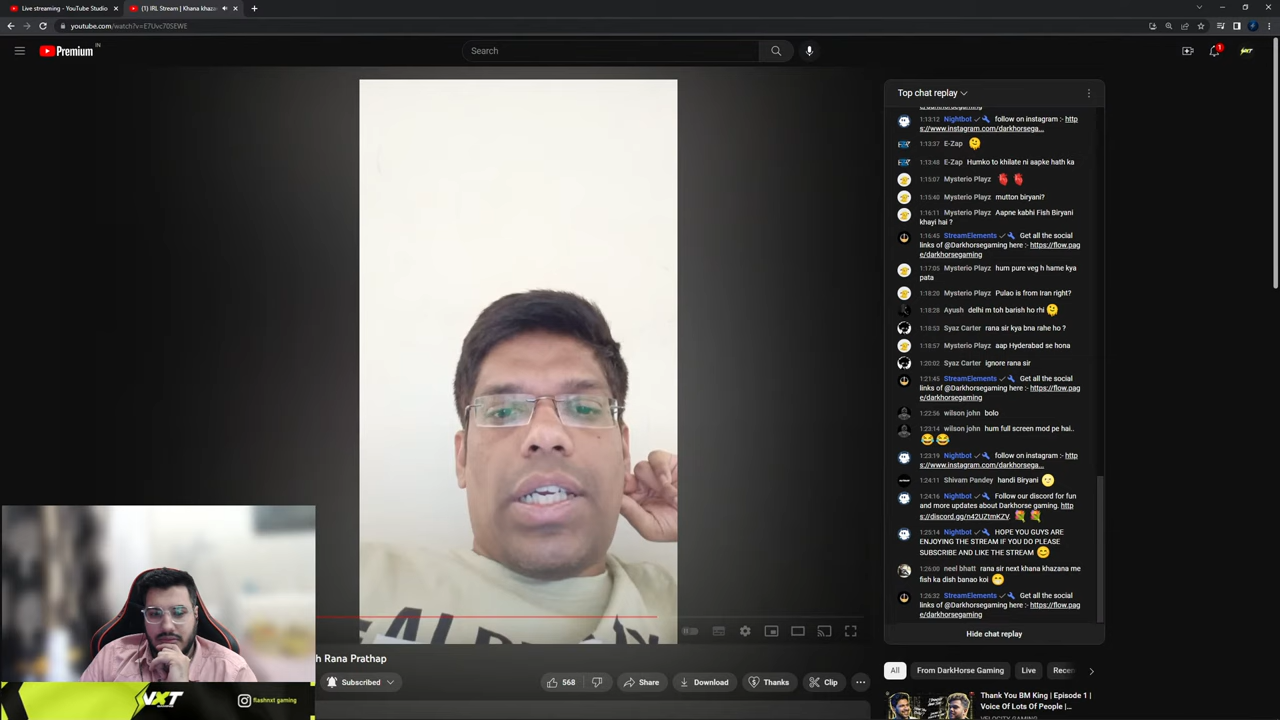 Live streaming - YouTube Studio
(1) IRL Stream | Khana khaza
youtube.com/watch?v=E7Uvc70SEWE
Premium
IN
Search
1
VXT
Top chat replay
e/darkhorsegaming
1:13:12 Nightbot follow on instagram :- http
s://www.instagram.com/darkhorsega...
1:13:37 E-Zap
1:13:48 E-Zap Humko to khilate ni aapke hath ka
1:15:07 Mysterio Playz
1:15:40 Mysterio Playz mutton biryani?
1:16:11 Mysterio Playz Aapne kabhi Fish Biryani
khayi hai ?
1:16:45 StreamElements Get all the social
links of @Darkhorsegaming here :- https://flow.pag
e/darkhorsegaming
1:17:05 Mysterio Playz hum pure veg h hame kya
pata
1:18:20 Mysterio Playz Pulao is from Iran right?
1:18:28 Ayush delhi m toh barish ho rhi
1:18:53 Syaz Carter rana sir kya bna rahe ho ?
1:18:57 Mysterio Playz aap Hyderabad se hona
1:20:02 Syaz Carter ignore rana sir
1:21:45 StreamElements Get all the social
links of @Darkhorsegaming here :- https://flow.pag
e/darkhorsegaming
1:22:56 wilson john bolo
1:23:14 wilson john hum full screen mod pe hai..
1:23:19 Nightbot follow on instagram :- http
s://www.instagram.com/darkhorsega...
1:24:11 Shivam Pandey handi Biryani
1:24:16 Nightbot Follow our discord for fun
and more updates about Darkhorse gaming. http
s://discord.gg/n42UZtmKZV.
1:25:14 Nightbot HOPE YOU GUYS ARE
ENJOYING THE STREAM IF YOU DO PLEASE
SUBSCRIBE AND LIKE THE STREAM
1:26:00 neel bhatt rana sir next khana khazana me
fish ka dish banao koi
1:26:32 StreamElements Get all the social
links of @Darkhorsegaming here :- https://flow.pag
e/darkhorsegaming
Hide chat replay
h Rana Prathap
Subscribed
568
Share
Download
Thanks
Clip
All
From DarkHorse Gaming
Live
Recen
Thank You BM King | Episode 1 |
Voice Of Lots Of People |...
VELOCITY GAMING
VXT
flashnxt gaming